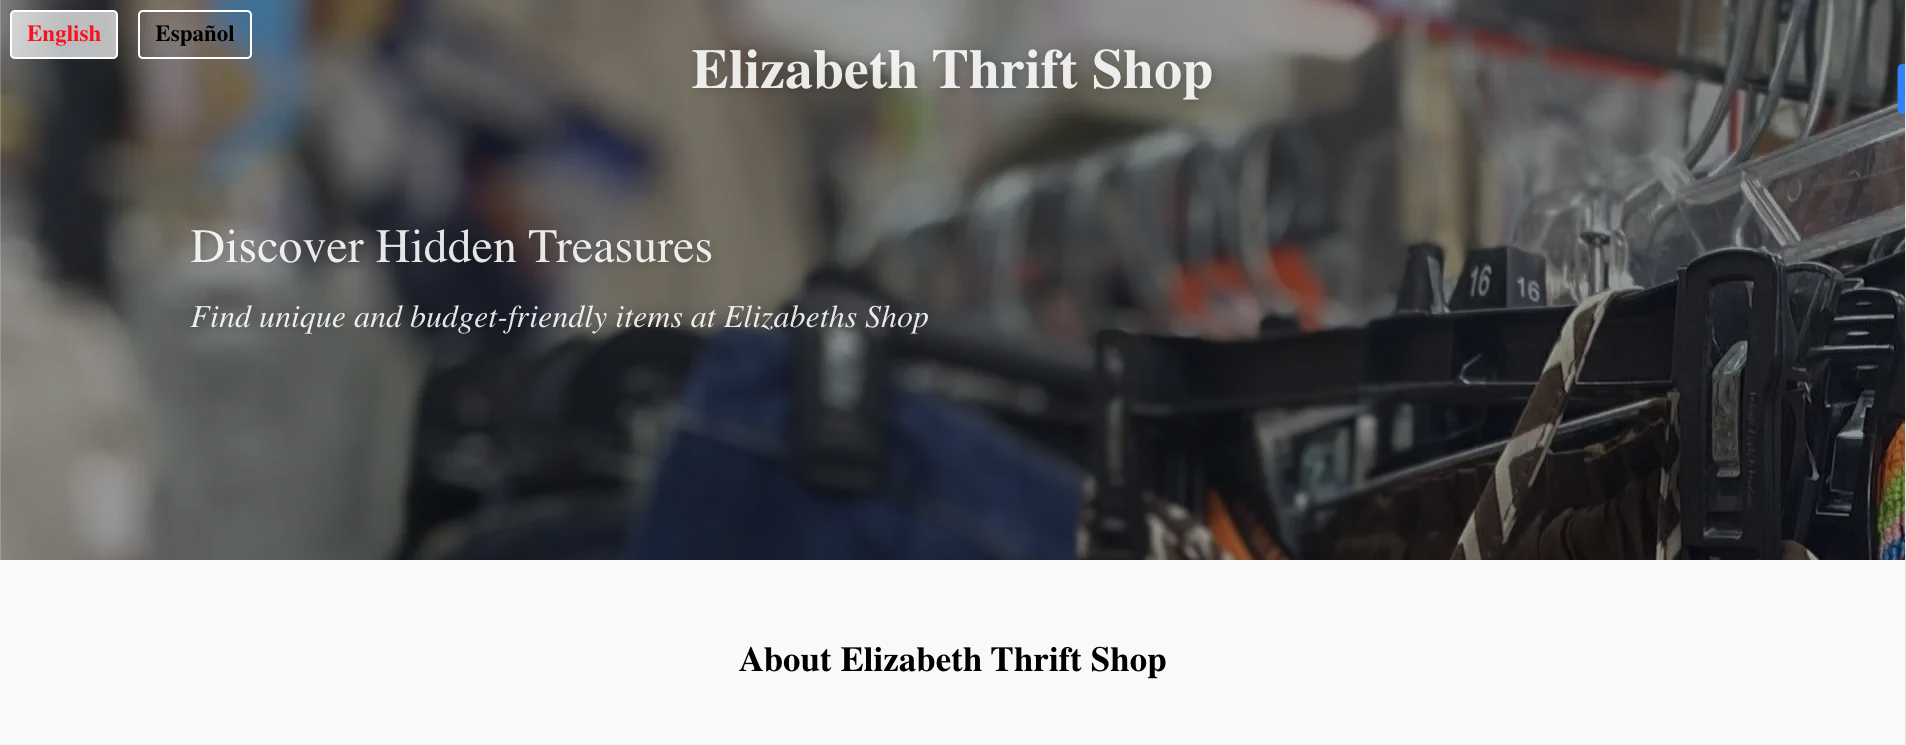 English
Español
Elizabeth Thrift Shop
Discover Hidden Treasures
Find unique and budget-friendly items at Elizabeths Shop
16
16
About Elizabeth Thrift Shop